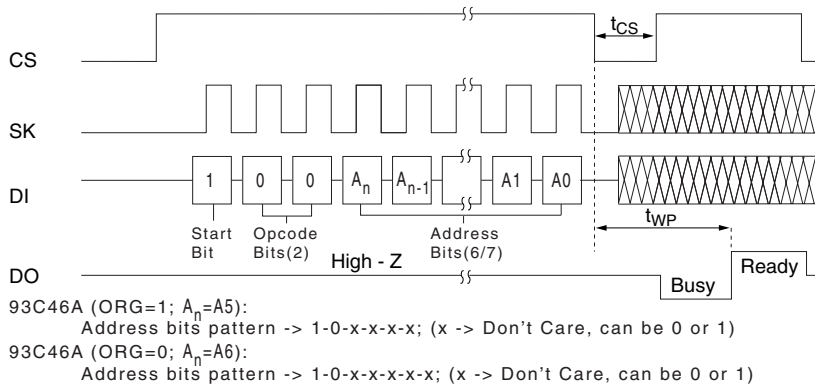 CS
tCS
SK
DI
1 0 0 An An-1 A1 A0
Start Bit
Opcode Bits(2)
Address Bits(6/7)
tWP
DO
High - Z
Busy
Ready
93C46A (ORG=1; An=A5):
Address bits pattern -> 1-0-x-x-x-x; (x -> Don't Care, can be 0 or 1)
93C46A (ORG=0; An=A6):
Address bits pattern -> 1-0-x-x-x-x-x; (x -> Don't Care, can be 0 or 1)